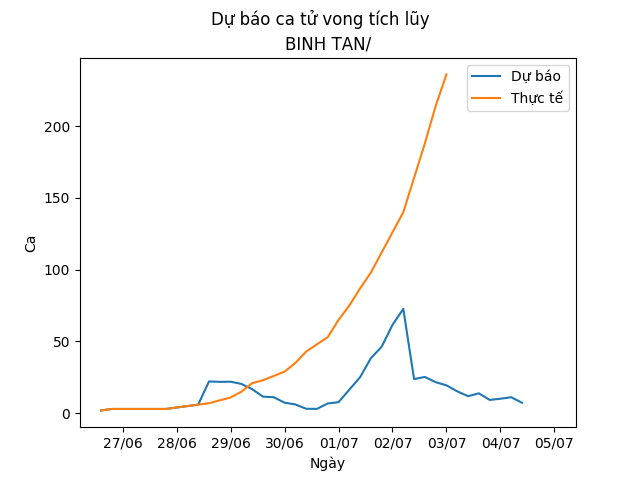 Dự báo ca tử vong tích lũy
BINH TAN/
Dự báo
Thực tế
Ca
200
150
100
50
0
27/06 28/06 29/06 30/06 01/07 02/07 03/07 04/07 05/07
Ngày